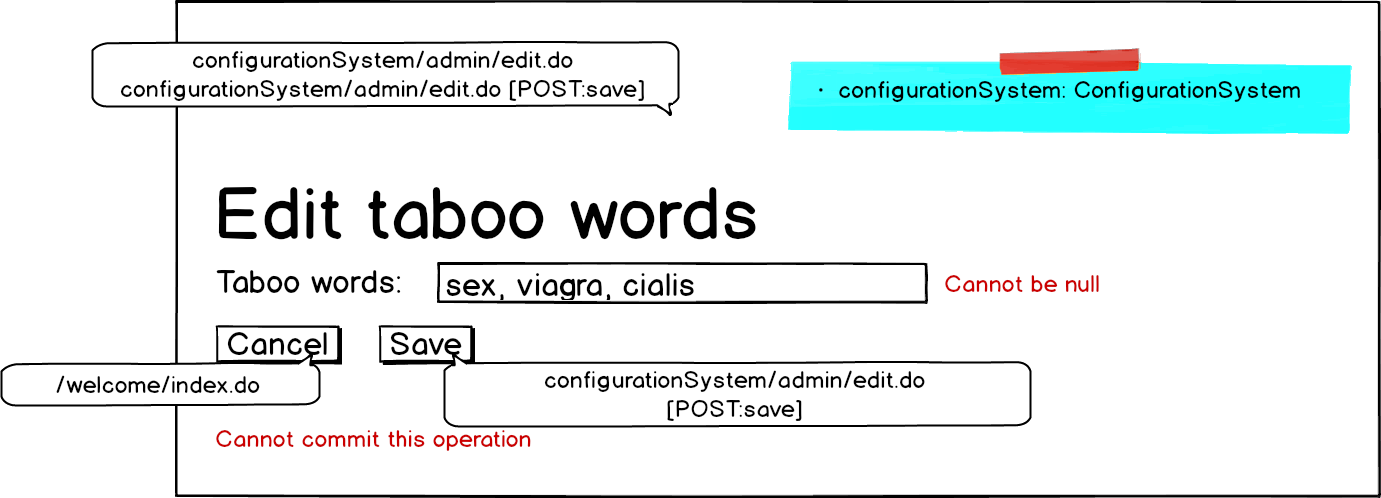 configurationSystem/admin/edit.do
configurationSystem/admin/edit.do [POST:save]
· configurationSystem: ConfigurationSystem
Edit taboo words
Taboo words: sex, viagra, cialis Cannot be null
Cancel Save
/welcome/index.do
configurationSystem/admin/edit.do
[POST:save]
Cannot commit this operation